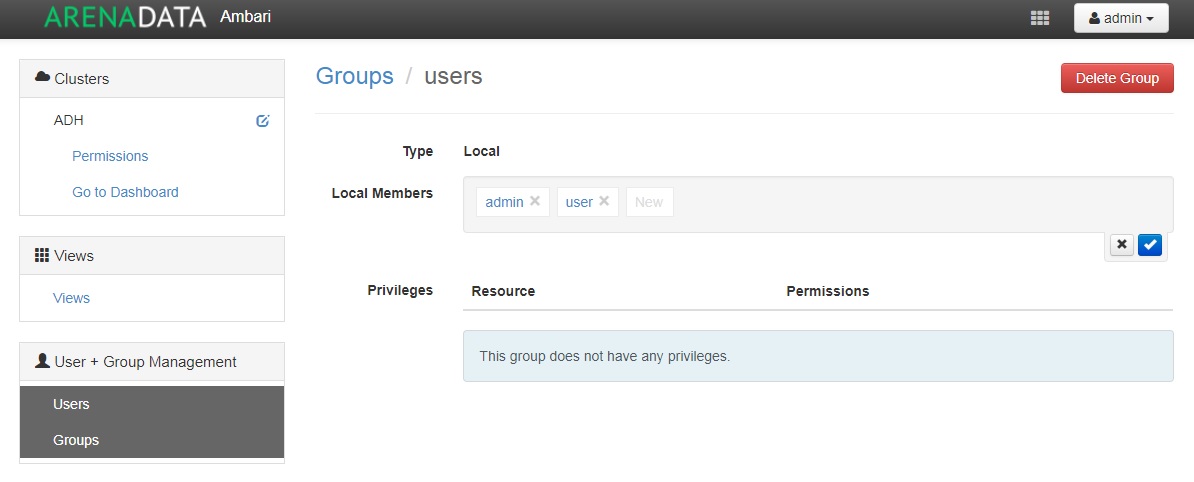 ARENADATA Ambari
admin
Clusters
ADH
Permissions
Go to Dashboard
Views
Views
User + Group Management
Users
Groups
Groups / users
Delete Group
Type Local
Local Members admin user New
Privileges Resource Permissions
This group does not have any privileges.